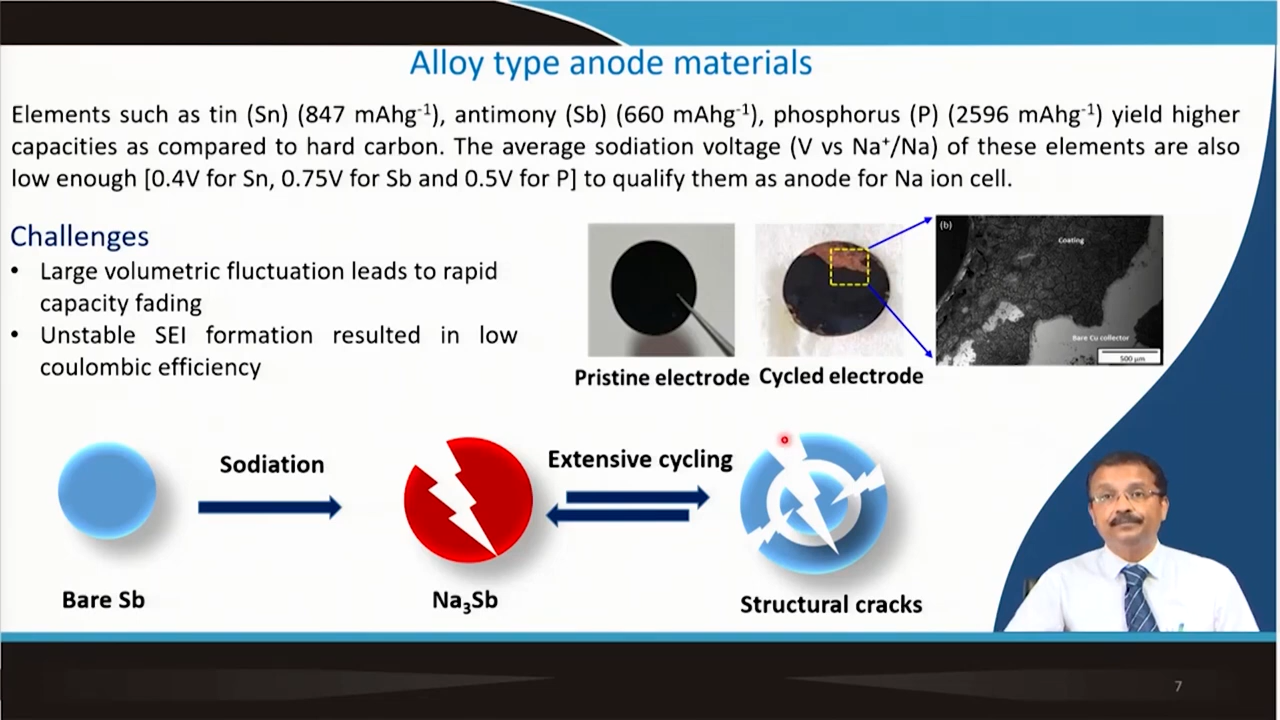 Alloy type anode materials
Elements such as tin (Sn) (847 mAhg⁻¹), antimony (Sb) (660 mAhg⁻¹), phosphorus (P) (2596 mAhg⁻¹) yield higher
capacities as compared to hard carbon. The average sodiation voltage (V vs Na⁺/Na) of these elements are also
low enough [0.4V for Sn, 0.75V for Sb and 0.5V for P] to qualify them as anode for Na ion cell.
Challenges
• Large volumetric fluctuation leads to rapid
capacity fading
• Unstable SEI formation resulted in low
coulombic efficiency
(b)
Coating
Bare Cu collector
500 µm
Pristine electrode
Cycled electrode
Sodiation
Extensive cycling
Bare Sb
Na₃Sb
Structural cracks
7